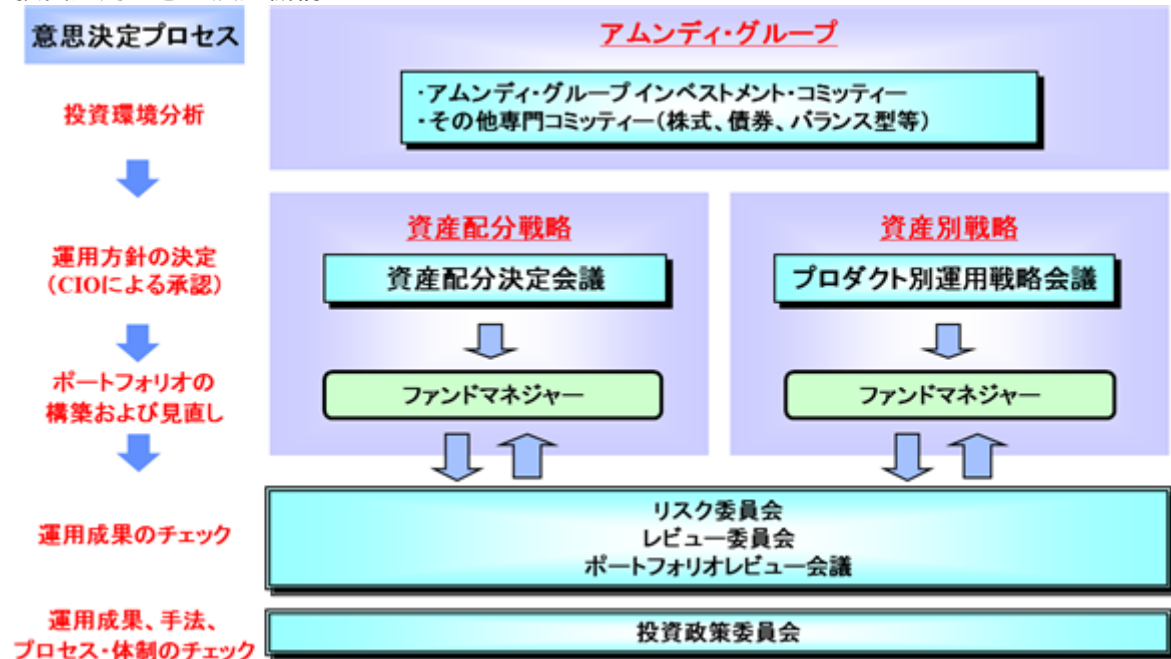 意思決定プロセス
アムンディ・グループ
投資環境分析
・アムンディ・グループ インベストメント・コミッティー
・その他専門コミッティー(株式、債券、バランス型等)
資産配分戦略
資産別戦略
運用方針の決定
(CIOによる承認)
資産配分決定会議
プロダクト別運用戦略会議
ポートフォリオの
構築および見直し
ファンドマネジャー
ファンドマネジャー
運用成果のチェック
リスク委員会
レビュー委員会
ポートフォリオレビュー会議
運用成果、手法、
プロセス・体制のチェック
投資政策委員会